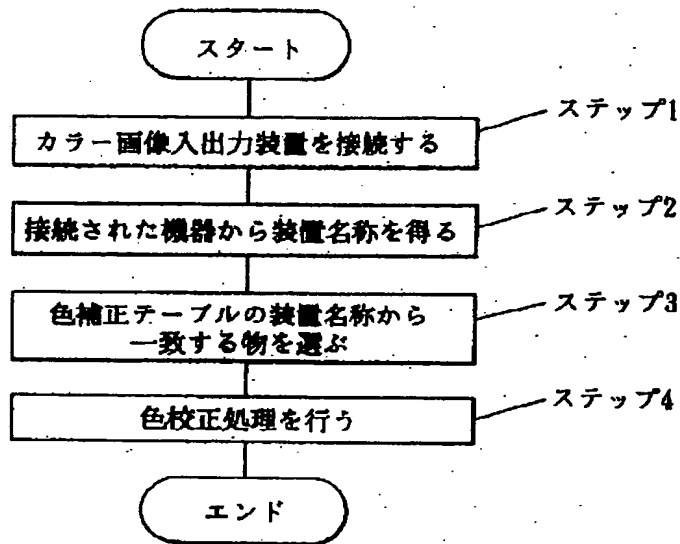 スタート
カラー画像入出力装置を接続する
ステップ1
接続された機器から装置名称を得る
ステップ2
色補正テーブルの装置名称から
一致する物を選ぶ
ステップ3
色校正処理を行う
ステップ4
エンド